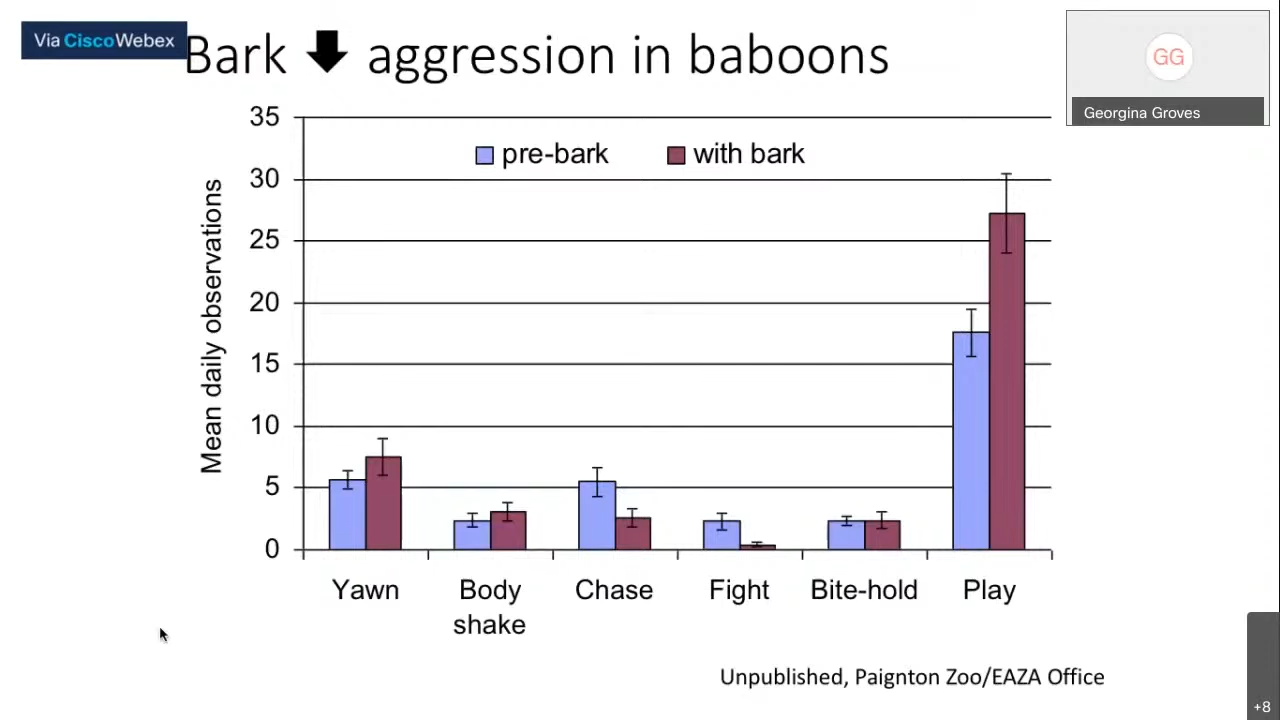 Via CiscoWebex
Bark aggression in baboons
GG
Georgina Groves
pre-bark
with bark
Mean daily observations
35
30
25
20
15
10
5
0
Yawn
Body
shake
Chase
Fight
Bite-hold
Play
Unpublished, Paignton Zoo/EAZA Office
+8